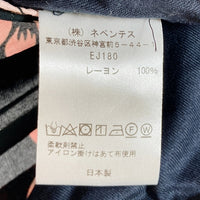 (株) ネペンテス
東京都渋谷区神宮前5-44-1
EJ180
レーヨン 100%
柔軟剤禁止
アイロン掛けはあて布使用
日本製